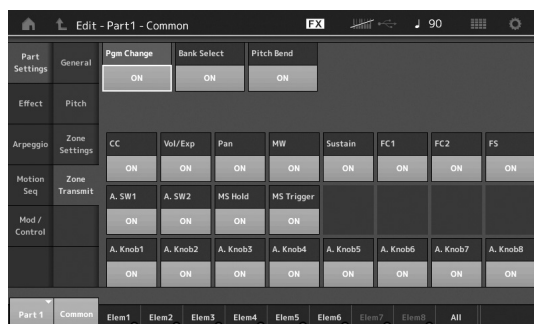 Edit - Part1 - Common FX 90
Part Settings General Pgm Change Bank Select Pitch Bend
ON ON ON
Effect Pitch
Arpeggio Zone Settings CC Vol/Exp Pan MW Sustain FC1 FC2 FS
ON ON ON ON ON ON ON ON
Motion Seq Zone Transmit A. SW1 A. SW2 MS Hold MS Trigger
ON ON ON ON
Mod / Control A. Knob1 A. Knob2 A. Knob3 A. Knob4 A. Knob5 A. Knob6 A. Knob7 A. Knob8
ON ON ON ON ON ON ON ON
Part 1 Common Elem1 Elem2 Elem3 Elem4 Elem5 Elem6 Elem7 Elem8 All